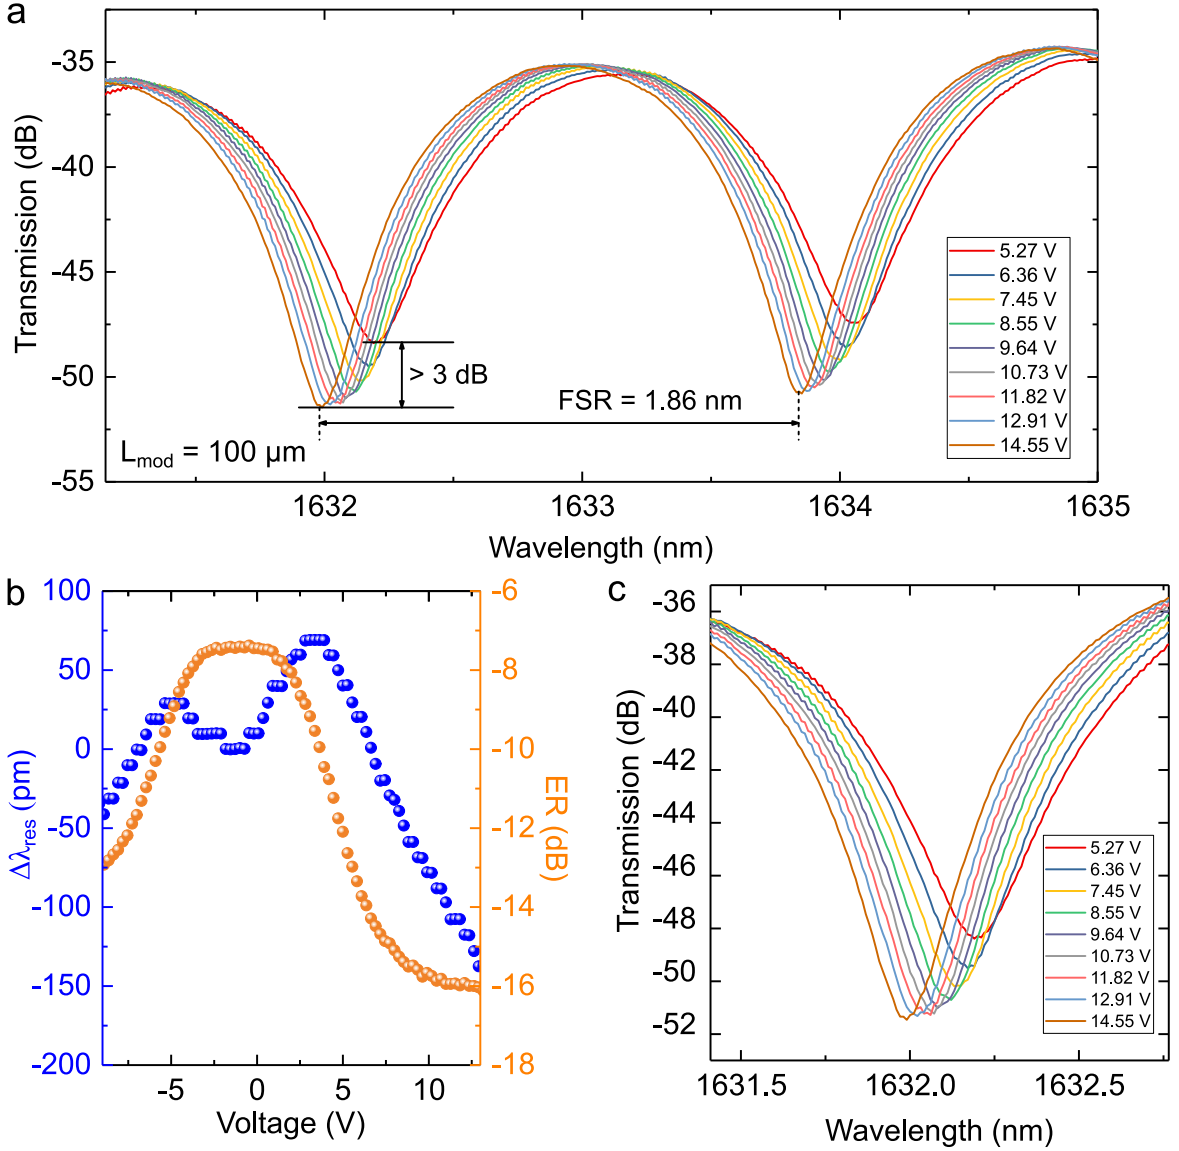 a
Transmission (dB)
-35
-40
-45
-50
-55
5.27 V
6.36 V
7.45 V
8.55 V
9.64 V
10.73 V
11.82 V
12.91 V
14.55 V
> 3 dB
FSR = 1.86 nm
Lmod = 100 µm
1632
1633
1634
1635
Wavelength (nm)
b
Δλres (pm)
100
50
0
-50
-100
-150
-200
-6
-8
-10
-12
-14
-16
-18
ER (dB)
-5
0
5
10
Voltage (V)
c
Transmission (dB)
-36
-38
-40
-42
-44
-46
-48
-50
-52
5.27 V
6.36 V
7.45 V
8.55 V
9.64 V
10.73 V
11.82 V
12.91 V
14.55 V
1631.5
1632.0
1632.5
Wavelength (nm)